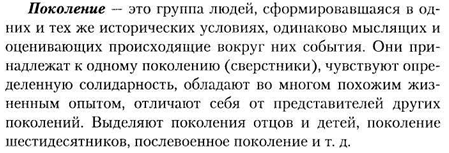 Поколение — это группа людей, сформировавшаяся в од-
них и тех же исторических условиях, одинаково мыслящих и
оценивающих происходящие вокруг них события. Они при-
надлежат к одному поколению (сверстники), чувствуют опре-
деленную солидарность, обладают во многом похожим жиз-
ненным опытом, отличают себя от представителей других
поколений. Выделяют поколения отцов и детей, поколение
шестидесятников, послевоенное поколение и т. д.